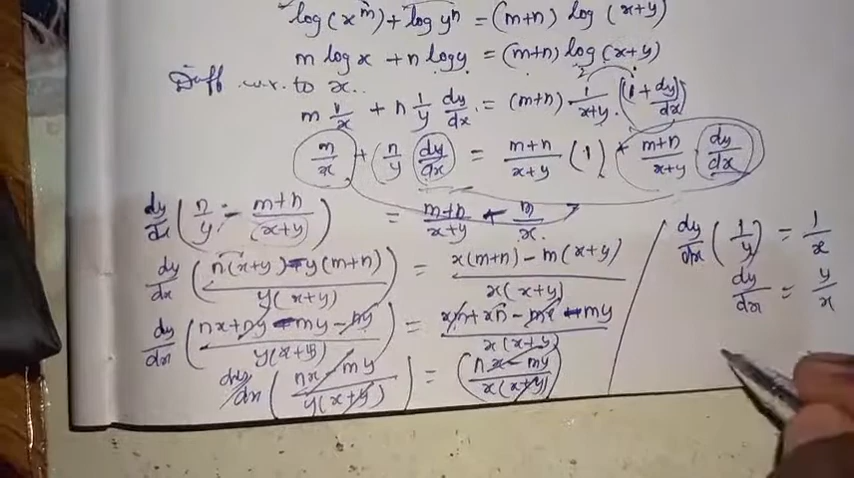 log(x^m) + log y^n = (m+n) log (x+y)
m log x + n log y = (m+n) log (x+y)
Diff w.r. to x..
m 1/x + n 1/y dy/dx = (m+n) 1/(x+y) . (1 + dy/dx)
m/x + n/y dy/dx = (m+n)/(x+y) (1) + (m+n)/(x+y) . dy/dx
dy/dx (n/y - (m+n)/(x+y)) = (m+n)/(x+y) - m/x.
dy/dx ((n(x+y) - y(m+n))/(y(x+y))) = (x(m+n) - m(x+y))/(x(x+y))
dy/dx ((nx + ny - my - ny)/(y(x+y))) = (xm + xn - mx - my)/(x(x+y))
dy/dx ((nx - my)/(y(x+y))) = ((nx - my)/(x(x+y)))
dy/dx (1/y) = 1/x
dy/dx = y/x